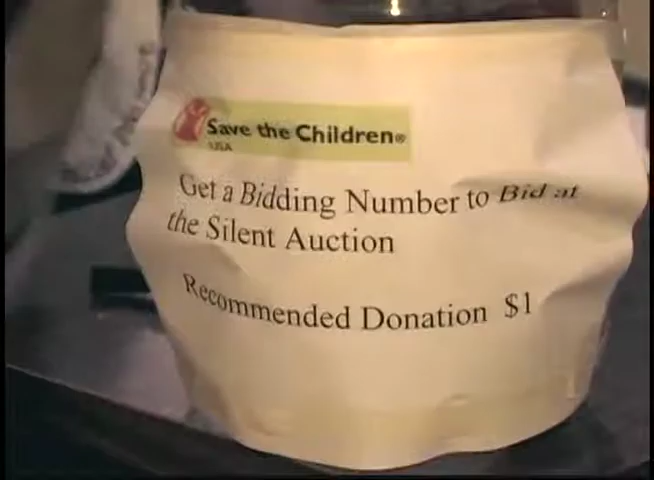 Save the Children®
USA
Get a Bidding Number to Bid at
the Silent Auction
Recommended Donation $1